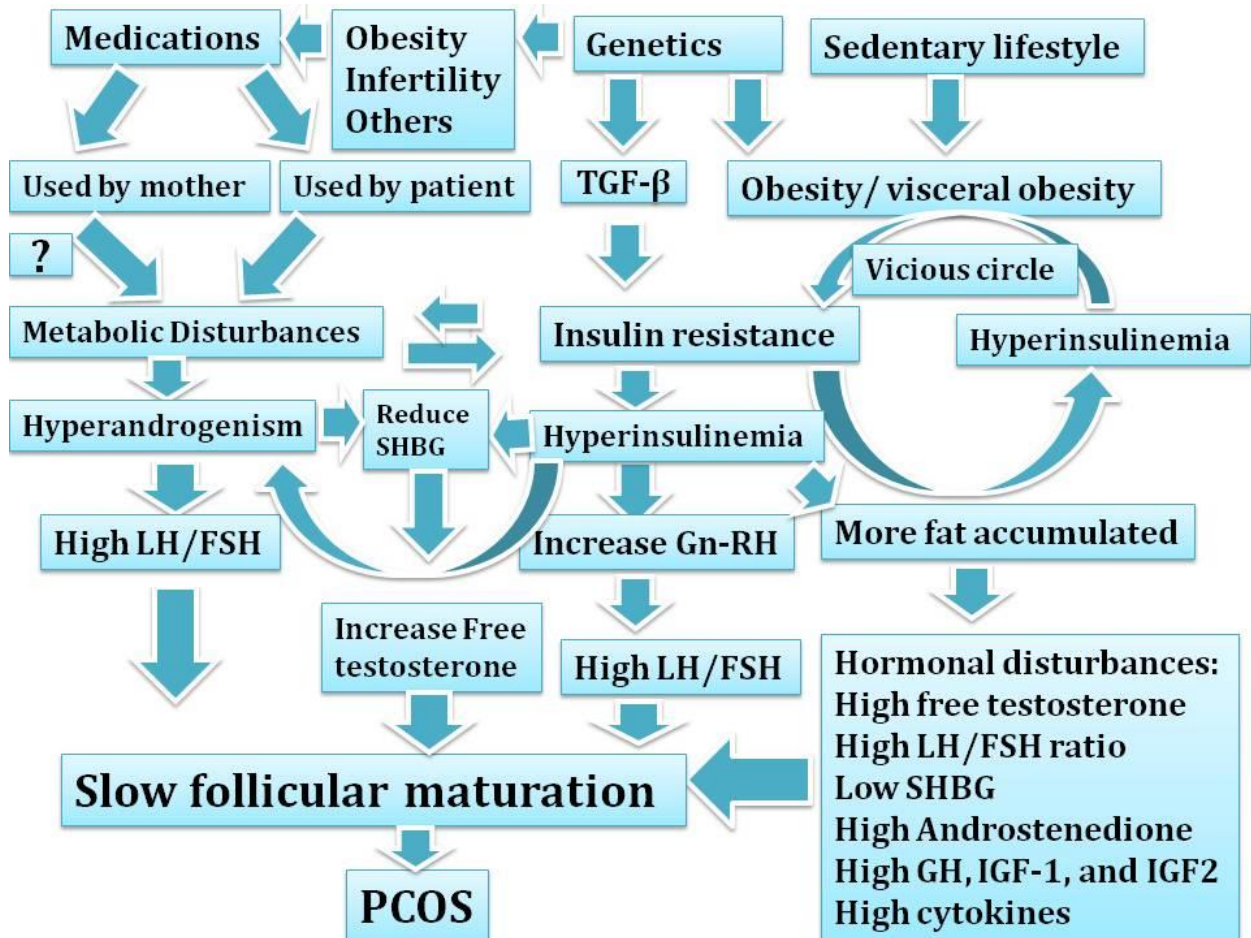 Medications
Obesity
Infertility
Others
Genetics
Sedentary lifestyle
Used by mother
Used by patient
TGF-β
Obesity/ visceral obesity
?
Vicious circle
Metabolic Disturbances
Insulin resistance
Hyperinsulinemia
Hyperandrogenism
Reduce
SHBG
Hyperinsulinemia
High LH/FSH
Increase Gn-RH
More fat accumulated
Increase Free
testosterone
High LH/FSH
Hormonal disturbances:
High free testosterone
High LH/FSH ratio
Low SHBG
High Androstenedione
High GH, IGF-1, and IGF2
High cytokines
Slow follicular maturation
PCOS